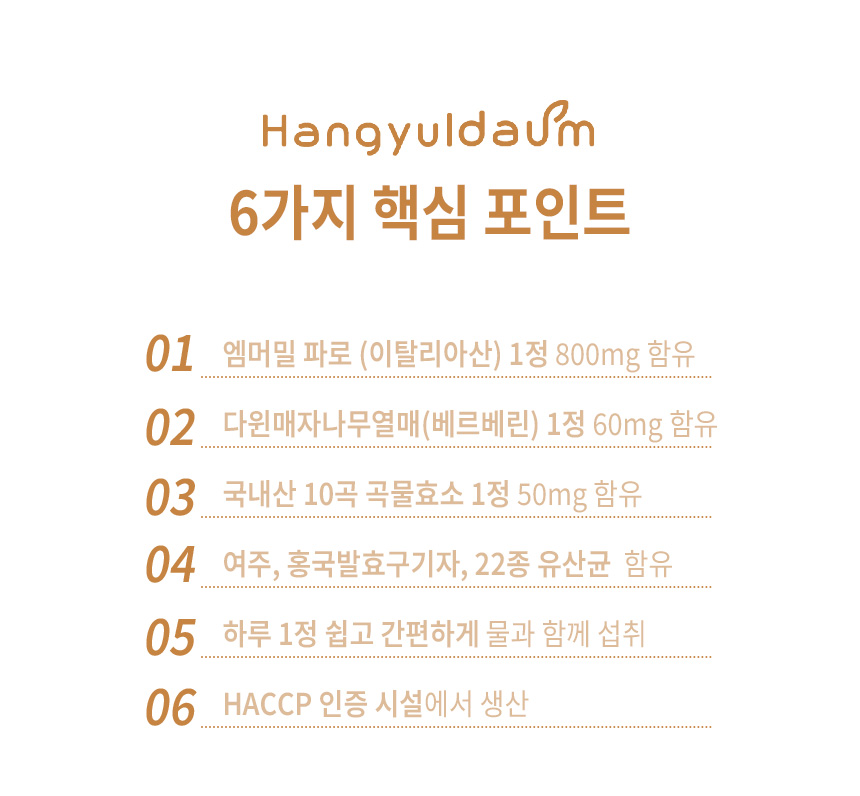 Hangyuldaum
6가지 핵심 포인트
01 엠머밀 파로 (이탈리아산) 1정 800mg 함유
02 다윈매자나무열매(베르베린) 1정 60mg 함유
03 국내산 10곡 곡물효소 1정 50mg 함유
04 여주, 홍국발효구기자, 22종 유산균 함유
05 하루 1정 쉽고 간편하게 물과 함께 섭취
06 HACCP 인증 시설에서 생산